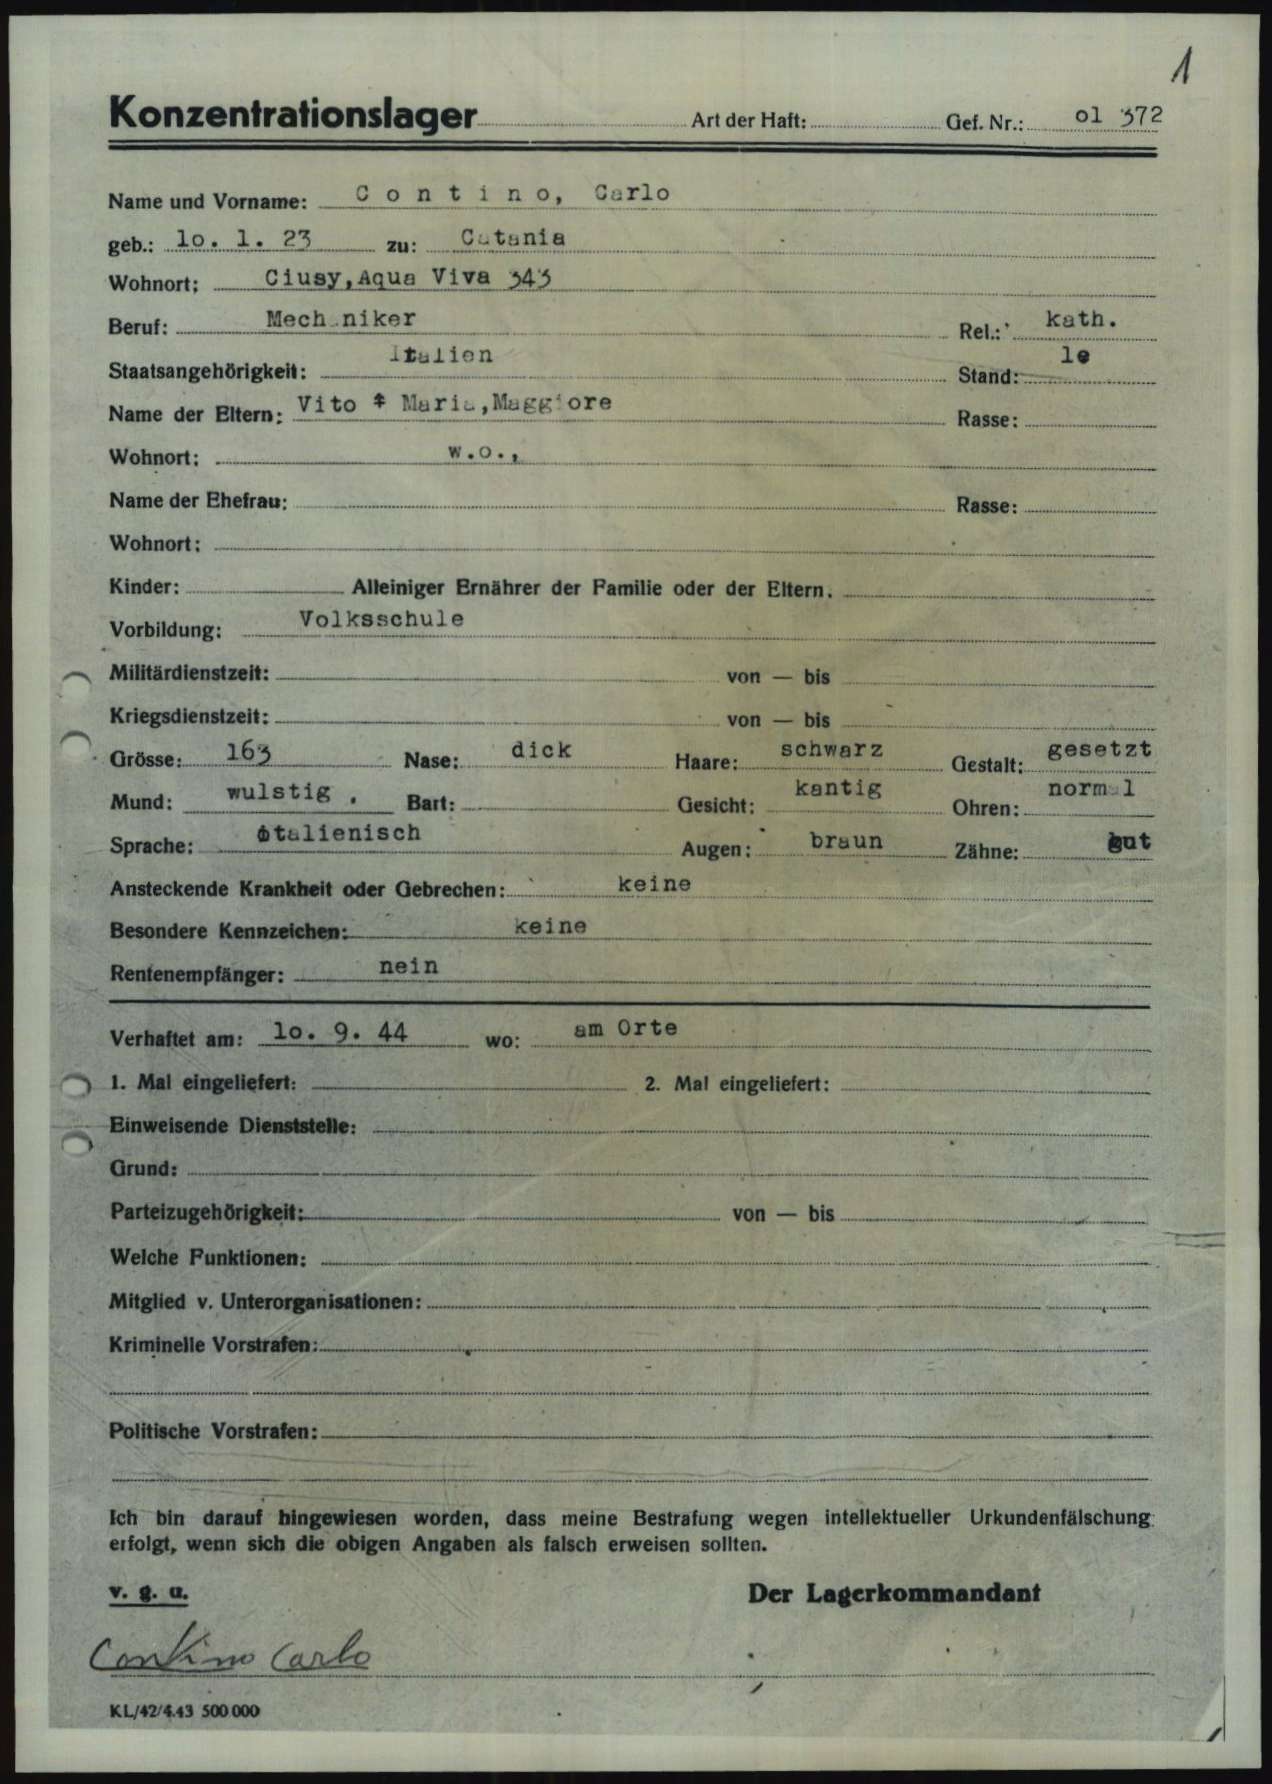 1
Konzentrationslager Art der Haft: Gef. Nr.: ol 372
Name und Vorname: C o n t i n o, Carlo
geb.: lo. 1. 23 zu: Catania
Wohnort: Ciusy,Aqua Viva 343
Beruf: Mechaniker Rel.: kath.
Staatsangehörigkeit: Italien Stand: le
Name der Eltern: Vito + Maria,Maggiore Rasse:
Wohnort: w.o.,
Name der Ehefrau: Rasse:
Wohnort:
Kinder: Alleiniger Ernährer der Familie oder der Eltern.
Vorbildung: Volksschule
Militärdienstzeit: von — bis
Kriegsdienstzeit: von — bis
Grösse: 163 Nase: dick Haare: schwarz Gestalt: gesetzt
Mund: wulstig . Bart: Gesicht: kantig Ohren: normal
Sprache: italienisch Augen: braun Zähne: gut
Ansteckende Krankheit oder Gebrechen: keine
Besondere Kennzeichen: keine
Rentenempfänger: nein
Verhaftet am: lo. 9. 44 wo: am Orte
1. Mal eingeliefert: 2. Mal eingeliefert:
Einweisende Dienststelle:
Grund:
Parteizugehörigkeit: von — bis
Welche Funktionen:
Mitglied v. Unterorganisationen:
Kriminelle Vorstrafen:
Politische Vorstrafen:
Ich bin darauf hingewiesen worden, dass meine Bestrafung wegen intellektueller Urkundenfälschung
erfolgt, wenn sich die obigen Angaben als falsch erweisen sollten.
v. g. u. Der Lagerkommandant
Contino Carlo
KL/42/4.43 500 000